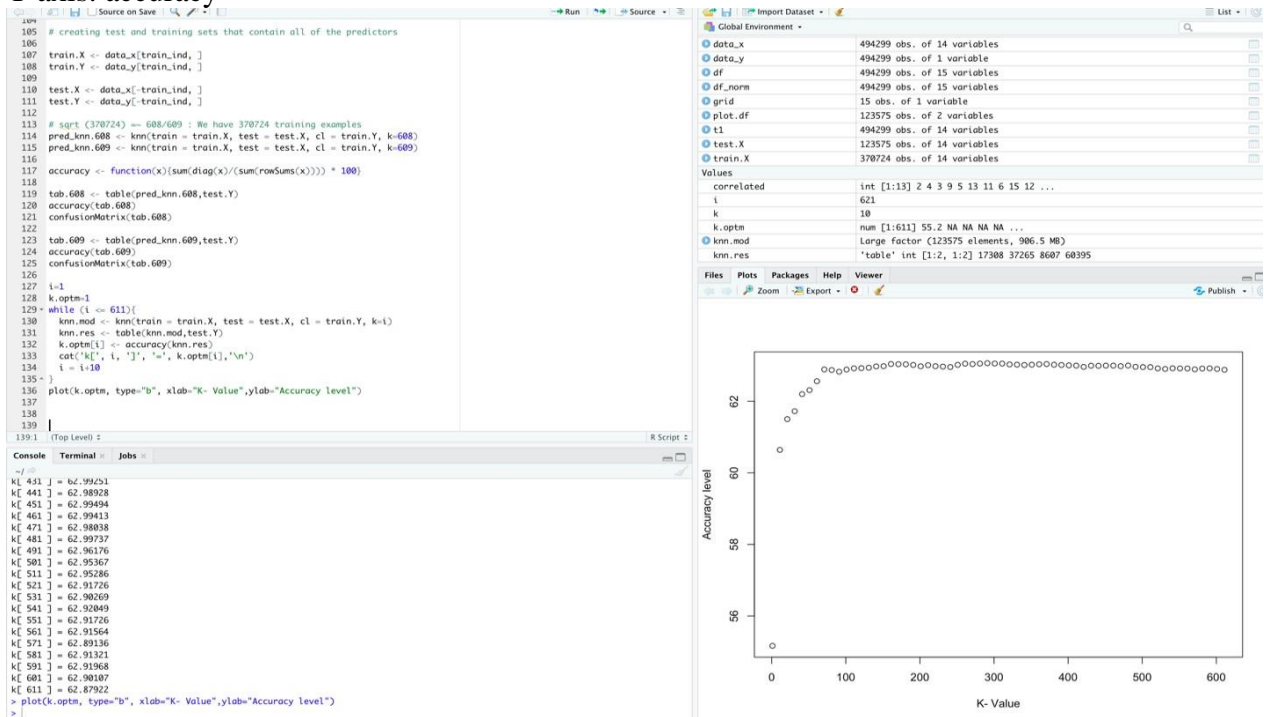 Source on Save
Run
Source
104
105 # creating test and training sets that contain all of the predictors
106
107 train.X <- data_x[train_ind, ]
108 train.Y <- data_y[train_ind, ]
109
110 test.X <- data_x[-train_ind, ]
111 test.Y <- data_y[-train_ind, ]
112
113 # sqrt (370724) =~ 608/609 : We have 370724 training examples
114 pred_knn.608 <- knn(train = train.X, test = test.X, cl = train.Y, k=608)
115 pred_knn.609 <- knn(train = train.X, test = test.X, cl = train.Y, k=609)
116
117 accuracy <- function(x){sum(diag(x)/(sum(rowSums(x)))) * 100}
118
119 tab.608 <- table(pred_knn.608,test.Y)
120 accuracy(tab.608)
121 confusionMatrix(tab.608)
122
123 tab.609 <- table(pred_knn.609,test.Y)
124 accuracy(tab.609)
125 confusionMatrix(tab.609)
126
127 i=1
128 k.optm=1
129 while (i <= 611){
130 knn.mod <- knn(train = train.X, test = test.X, cl = train.Y, k=i)
131 knn.res <- table(knn.mod,test.Y)
132 k.optm[i] <- accuracy(knn.res)
133 cat('k[', i, ']', '=', k.optm[i],'\n')
134 i = i+10
135 }
136 plot(k.optm, type="b", xlab="K- Value",ylab="Accuracy level")
137
138
139
139:1 (Top Level) R Script
Console Terminal Jobs
~/
k[ 431 ] = 62.99251
k[ 441 ] = 62.98928
k[ 451 ] = 62.99494
k[ 461 ] = 62.99413
k[ 471 ] = 62.98038
k[ 481 ] = 62.99737
k[ 491 ] = 62.96176
k[ 501 ] = 62.95367
k[ 511 ] = 62.95286
k[ 521 ] = 62.91726
k[ 531 ] = 62.90269
k[ 541 ] = 62.92049
k[ 551 ] = 62.91726
k[ 561 ] = 62.91564
k[ 571 ] = 62.89136
k[ 581 ] = 62.91321
k[ 591 ] = 62.91968
k[ 601 ] = 62.90107
k[ 611 ] = 62.87922
> plot(k.optm, type="b", xlab="K- Value",ylab="Accuracy level")
>
Import Dataset List
Global Environment
data_x 494299 obs. of 14 variables
data_y 494299 obs. of 1 variable
df 494299 obs. of 15 variables
df_norm 494299 obs. of 15 variables
grid 15 obs. of 1 variable
plot.df 123575 obs. of 2 variables
t1 494299 obs. of 14 variables
test.X 123575 obs. of 14 variables
train.X 370724 obs. of 14 variables
Values
correlated int [1:13] 2 4 3 9 5 13 11 6 15 12 ...
i 621
k 10
k.optm num [1:611] 55.2 NA NA NA NA ...
knn.mod Large factor (123575 elements, 906.5 MB)
knn.res 'table' int [1:2, 1:2] 17308 37265 8607 60395
Files Plots Packages Help Viewer
Zoom Export Publish
62
60
58
56
Accuracy level
0 100 200 300 400 500 600
K- Value